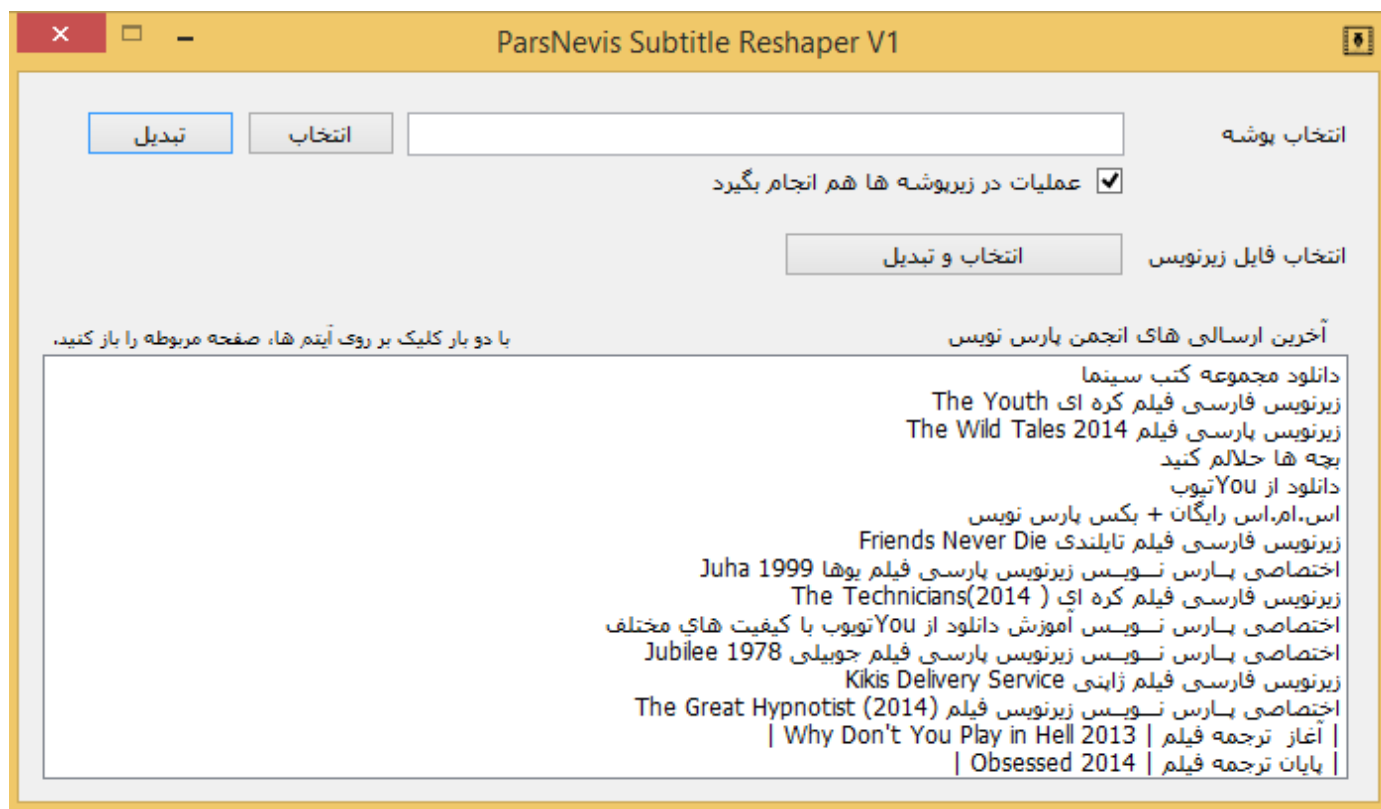 ParsNevis Subtitle Reshaper V1
انتخاب پوشه
انتخاب
تبدیل
عملیات در زیرپوشه ها هم انجام بگیرد
انتخاب فایل زیرنویس
انتخاب و تبدیل
آخرین ارسالی های انجمن پارس نویس
با دو بار کلیک بر روی آیتم ها، صفحه مربوطه را باز کنید.
دانلود مجموعه کتب سینما
زیرنویس فارسی فیلم کره ای The Youth
زیرنویس پارسی فیلم The Wild Tales 2014
بچه ها حلالم کنید
دانلود از Youتیوب
اس.ام.اس رایگان + بکس پارس نویس
زیرنویس فارسی فیلم تایلندی Friends Never Die
اختصاصی پــارس نــویــس زیرنویس پارسی فیلم یوها Juha 1999
زیرنویس فارسی فیلم کره ای The Technicians(2014 )
اختصاصی پــارس نــویــس آموزش دانلود از Youتویوب با کیفیت هاي مختلف
اختصاصی پــارس نــویــس زیرنویس پارسی فیلم جوبیلی Jubilee 1978
زیرنویس فارسی فیلم ژاپنی Kikis Delivery Service
اختصاصی پــارس نــویــس زیرنویس فیلم The Great Hypnotist (2014)
| آغاز ترجمه فیلم | Why Don't You Play in Hell 2013 |
| پایان ترجمه فیلم | Obsessed 2014 |